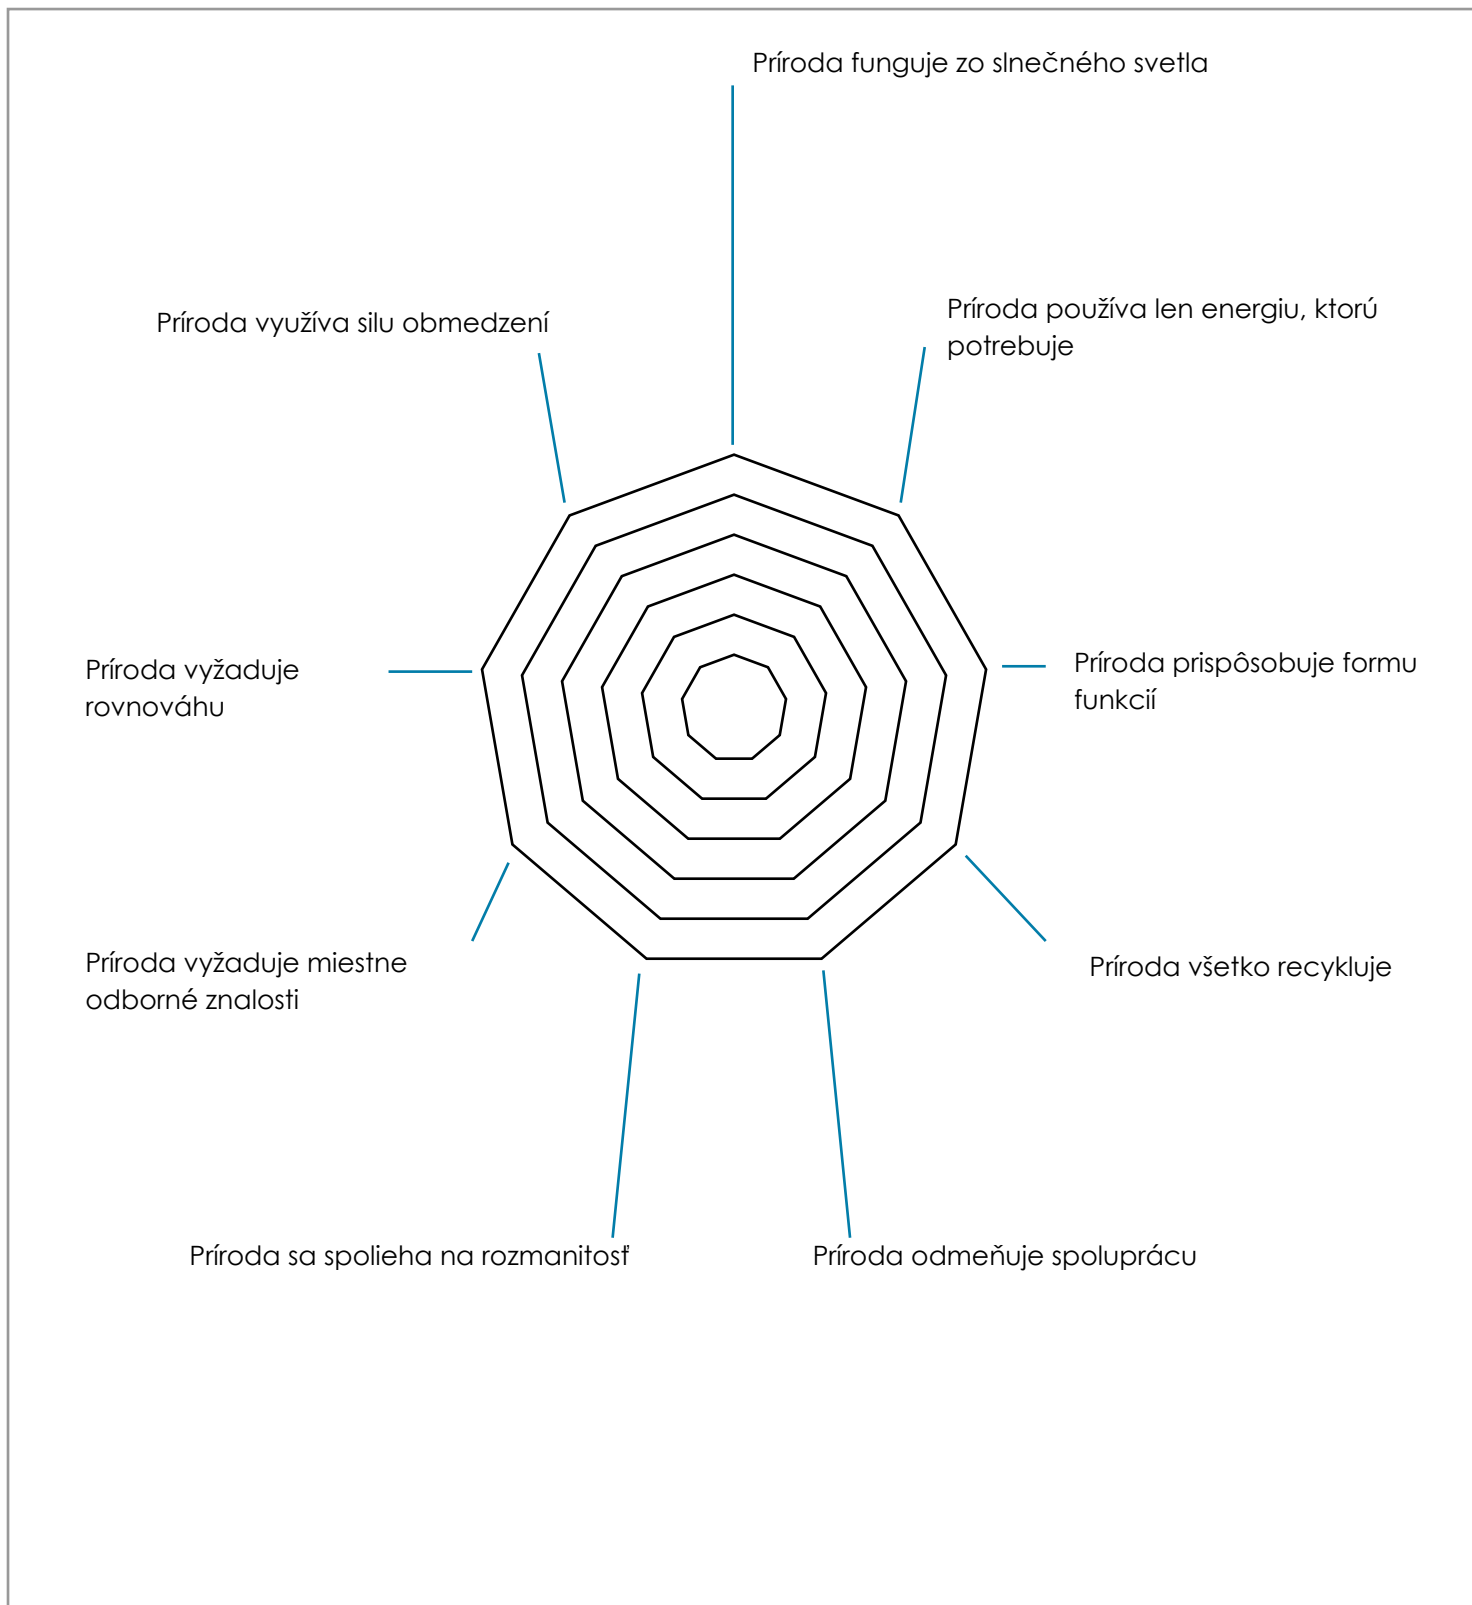 Príroda funguje zo slnečného svetla
Príroda využíva silu obmedzení
Príroda používa len energiu, ktorú
potrebuje
Príroda vyžaduje
rovnováhu
Príroda prispôsobuje formu
funkcií
Príroda vyžaduje miestne
odborné znalosti
Príroda všetko recykluje
Príroda sa spolieha na rozmanitosť
Príroda odmeňuje spoluprácu